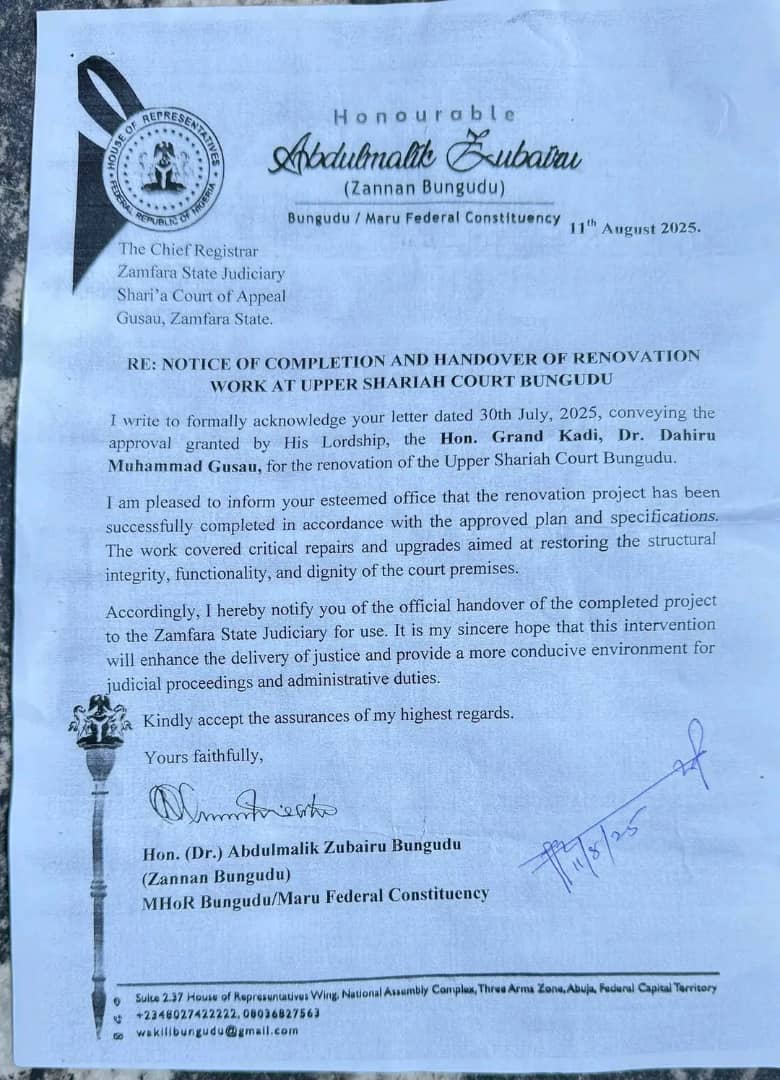 HOUSE OF REPRESENTATIVES
FEDERAL REPUBLIC OF NIGERIA
Honourable
Abdulmalik Zubairu
(Zannan Bungudu)
Bungudu / Maru Federal Constituency
11th August 2025.
The Chief Registrar
Zamfara State Judiciary
Shari'a Court of Appeal
Gusau, Zamfara State.
RE: NOTICE OF COMPLETION AND HANDOVER OF RENOVATION
WORK AT UPPER SHARIAH COURT BUNGUDU
I write to formally acknowledge your letter dated 30th July, 2025, conveying the
approval granted by His Lordship, the Hon. Grand Kadi, Dr. Dahiru
Muhammad Gusau, for the renovation of the Upper Shariah Court Bungudu.
I am pleased to inform your esteemed office that the renovation project has been
successfully completed in accordance with the approved plan and specifications.
The work covered critical repairs and upgrades aimed at restoring the structural
integrity, functionality, and dignity of the court premises.
Accordingly, I hereby notify you of the official handover of the completed project
to the Zamfara State Judiciary for use. It is my sincere hope that this intervention
will enhance the delivery of justice and provide a more conducive environment for
judicial proceedings and administrative duties.
Kindly accept the assurances of my highest regards.
Yours faithfully,
11/8/25
Hon. (Dr.) Abdulmalik Zubairu Bungudu
(Zannan Bungudu)
MHoR Bungudu/Maru Federal Constituency
Suite 2.37 House of Representatives Wing, National Assembly Complex, Three Arms Zone, Abuja, Federal Capital Territory
+2348027422222, 08036827563
wakilibungudu@gmail.com